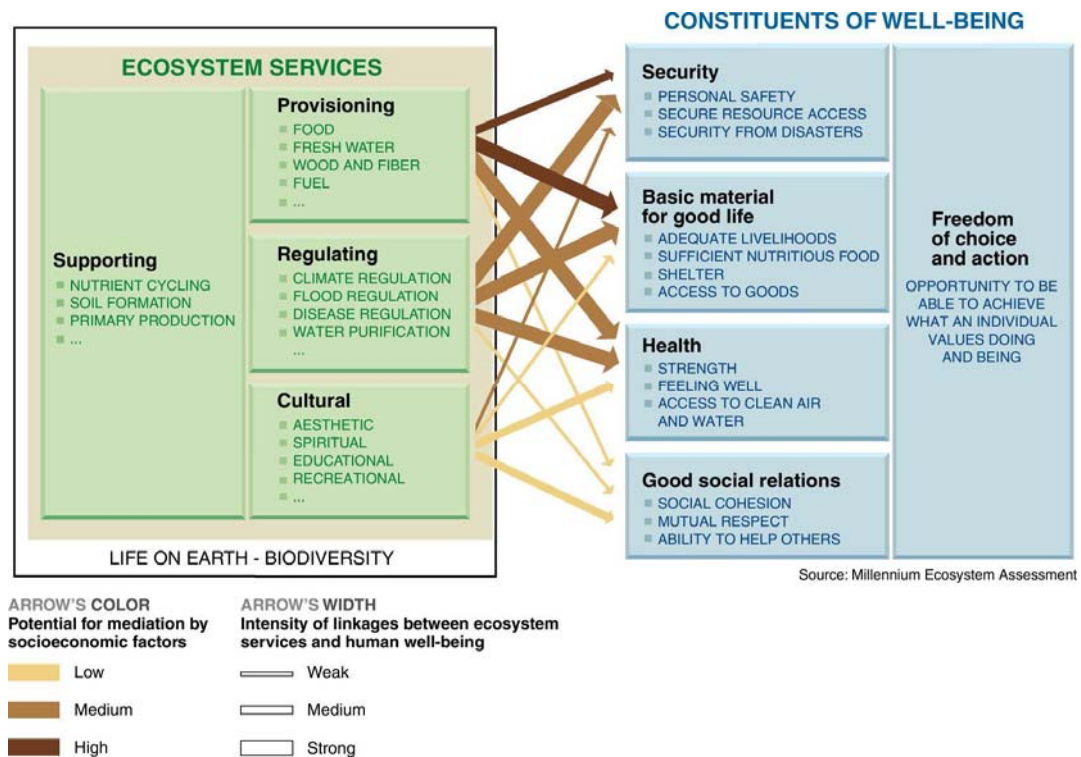 CONSTITUENTS OF WELL-BEING
ECOSYSTEM SERVICES
Supporting
NUTRIENT CYCLING
SOIL FORMATION
PRIMARY PRODUCTION
...
Provisioning
FOOD
FRESH WATER
WOOD AND FIBER
FUEL
...
Regulating
CLIMATE REGULATION
FLOOD REGULATION
DISEASE REGULATION
WATER PURIFICATION
...
Cultural
AESTHETIC
SPIRITUAL
EDUCATIONAL
RECREATIONAL
...
LIFE ON EARTH - BIODIVERSITY
Security
PERSONAL SAFETY
SECURE RESOURCE ACCESS
SECURITY FROM DISASTERS
Basic material
for good life
ADEQUATE LIVELIHOODS
SUFFICIENT NUTRITIOUS FOOD
SHELTER
ACCESS TO GOODS
Health
STRENGTH
FEELING WELL
ACCESS TO CLEAN AIR
AND WATER
Good social relations
SOCIAL COHESION
MUTUAL RESPECT
ABILITY TO HELP OTHERS
Freedom
of choice
and action
OPPORTUNITY TO BE
ABLE TO ACHIEVE
WHAT AN INDIVIDUAL
VALUES DOING
AND BEING
Source: Millennium Ecosystem Assessment
ARROW'S COLOR
Potential for mediation by
socioeconomic factors
Low
Medium
High
ARROW'S WIDTH
Intensity of linkages between ecosystem
services and human well-being
Weak
Medium
Strong